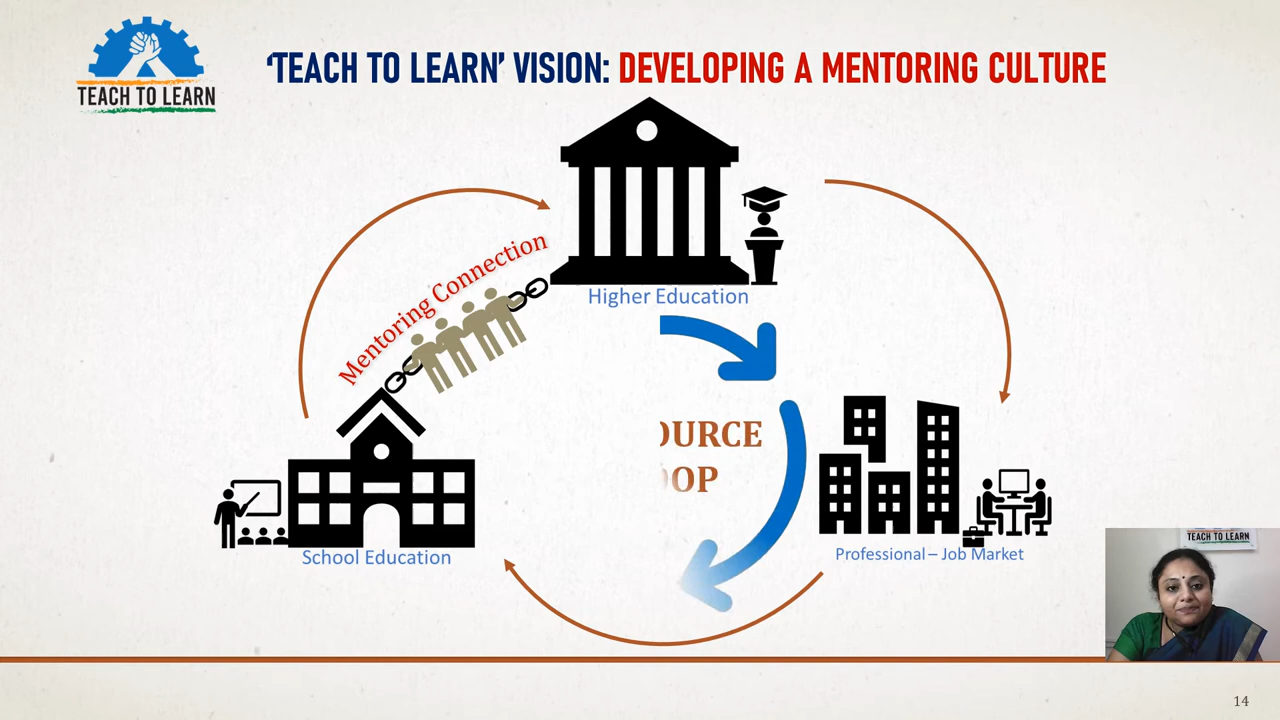 TEACH TO LEARN
‘TEACH TO LEARN’ VISION: DEVELOPING A MENTORING CULTURE
Mentoring Connection
Higher Education
OURCE
OOP
School Education
Professional – Job Market
TEACH TO LEARN
14